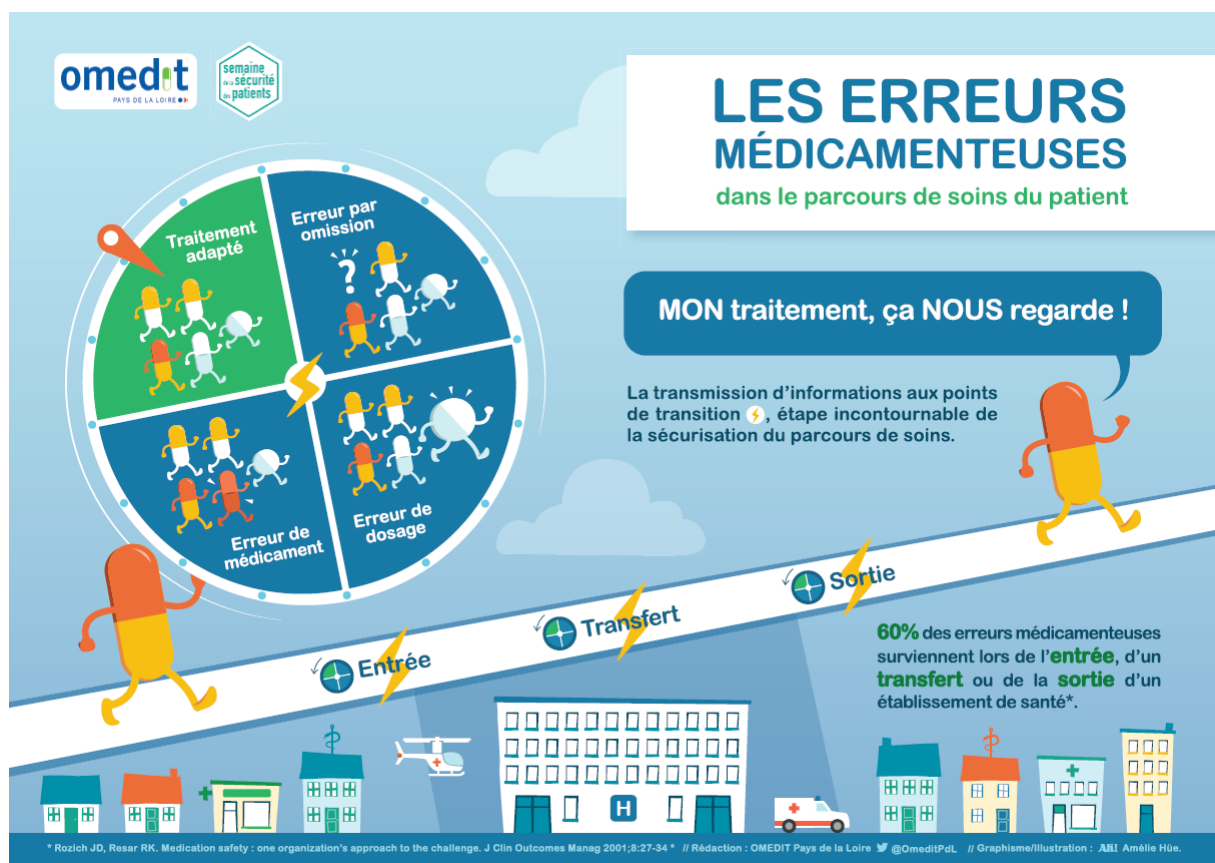 omedit
PAYS DE LA LOIRE
semaine
de la sécurité
des patients
LES ERREURS
MÉDICAMENTEUSES
dans le parcours de soins du patient
Traitement
adapté
Erreur par
omission
?
Erreur de
médicament
Erreur de
dosage
MON traitement, ça NOUS regarde !
La transmission d'informations aux points
de transition , étape incontournable de
la sécurisation du parcours de soins.
Entrée
Transfert
Sortie
60% des erreurs médicamenteuses
surviennent lors de l'entrée, d'un
transfert ou de la sortie d'un
établissement de santé*.
H
* Rozich JD, Resar RK. Medication safety : one organization's approach to the challenge. J Clin Outcomes Manag 2001;8:27-34 * // Rédaction : OMEDIT Pays de la Loire @OmeditPdL // Graphisme/Illustration : AH! Amélie Hüe.